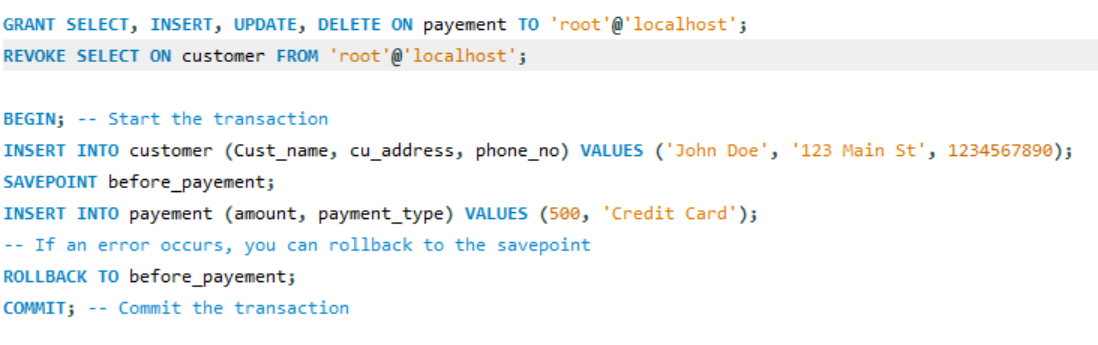 GRANT SELECT, INSERT, UPDATE, DELETE ON payement TO 'root'@'localhost';
REVOKE SELECT ON customer FROM 'root'@'localhost';
BEGIN; -- Start the transaction
INSERT INTO customer (Cust_name, cu_address, phone_no) VALUES ('John Doe', '123 Main St', 1234567890);
SAVEPOINT before_payement;
INSERT INTO payement (amount, payment_type) VALUES (500, 'Credit Card');
-- If an error occurs, you can rollback to the savepoint
ROLLBACK TO before_payement;
COMMIT; -- Commit the transaction